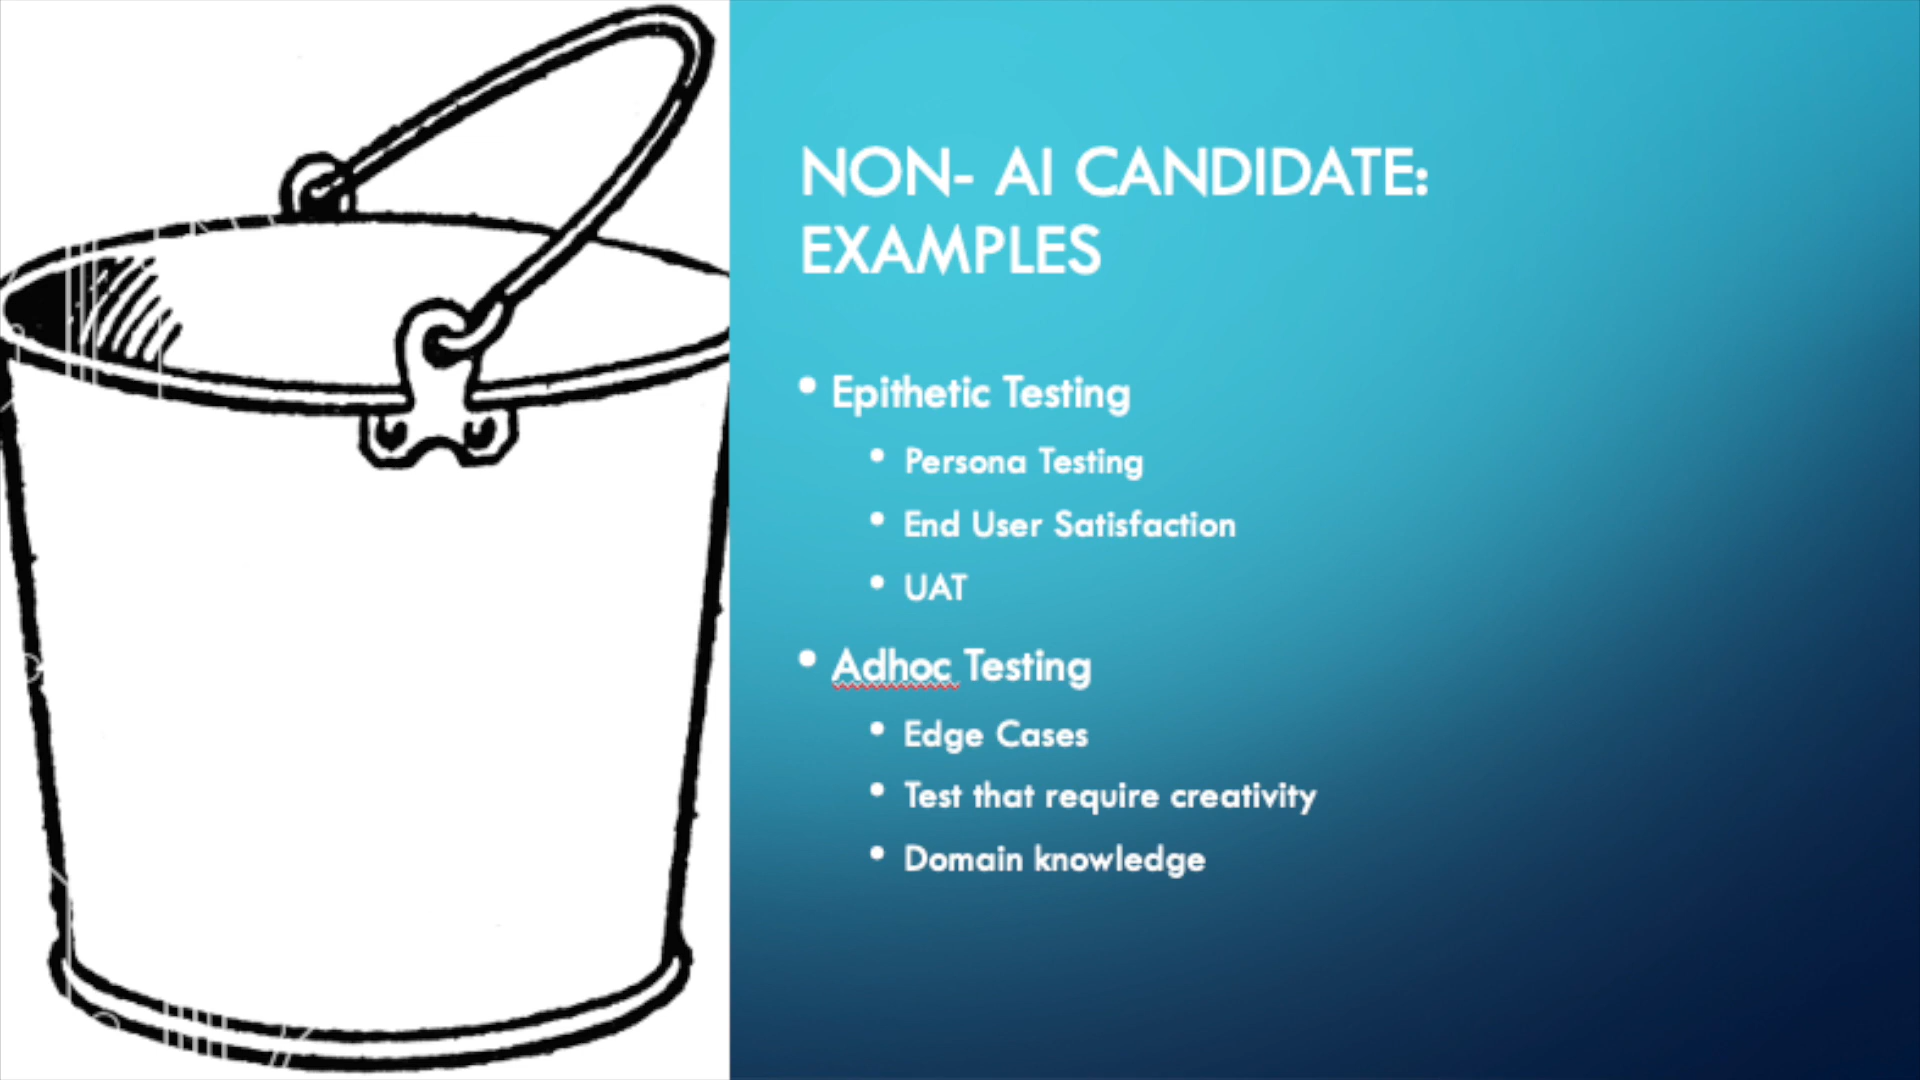 NON- AI CANDIDATE:
EXAMPLES
• Epithetic Testing
• Persona Testing
• End User Satisfaction
• UAT
• Adhoc Testing
• Edge Cases
• Test that require creativity
• Domain knowledge